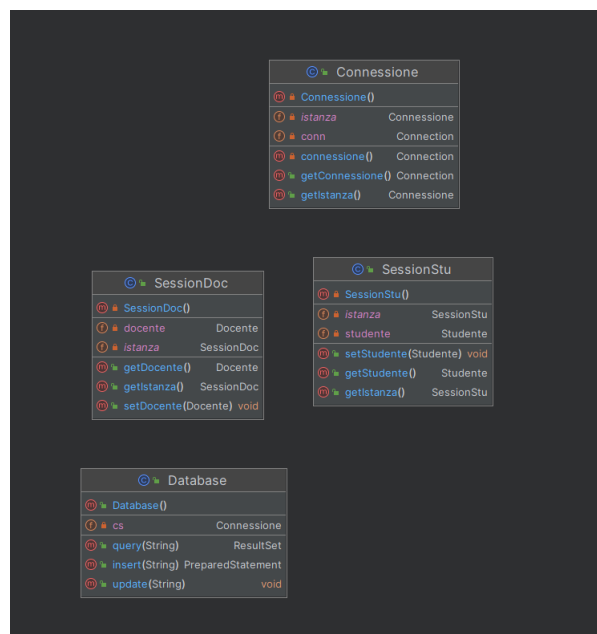 Connessione
Connessione()
istanza Connessione
conn Connection
connessione() Connection
getConnessione() Connection
getIstanza() Connessione
SessionDoc
SessionDoc()
docente Docente
istanza SessionDoc
getDocente() Docente
getIstanza() SessionDoc
setDocente(Docente) void
SessionStu
SessionStu()
istanza SessionStu
studente Studente
setStudente(Studente) void
getStudente() Studente
getIstanza() SessionStu
Database
Database()
cs Connessione
query(String) ResultSet
insert(String) PreparedStatement
update(String) void